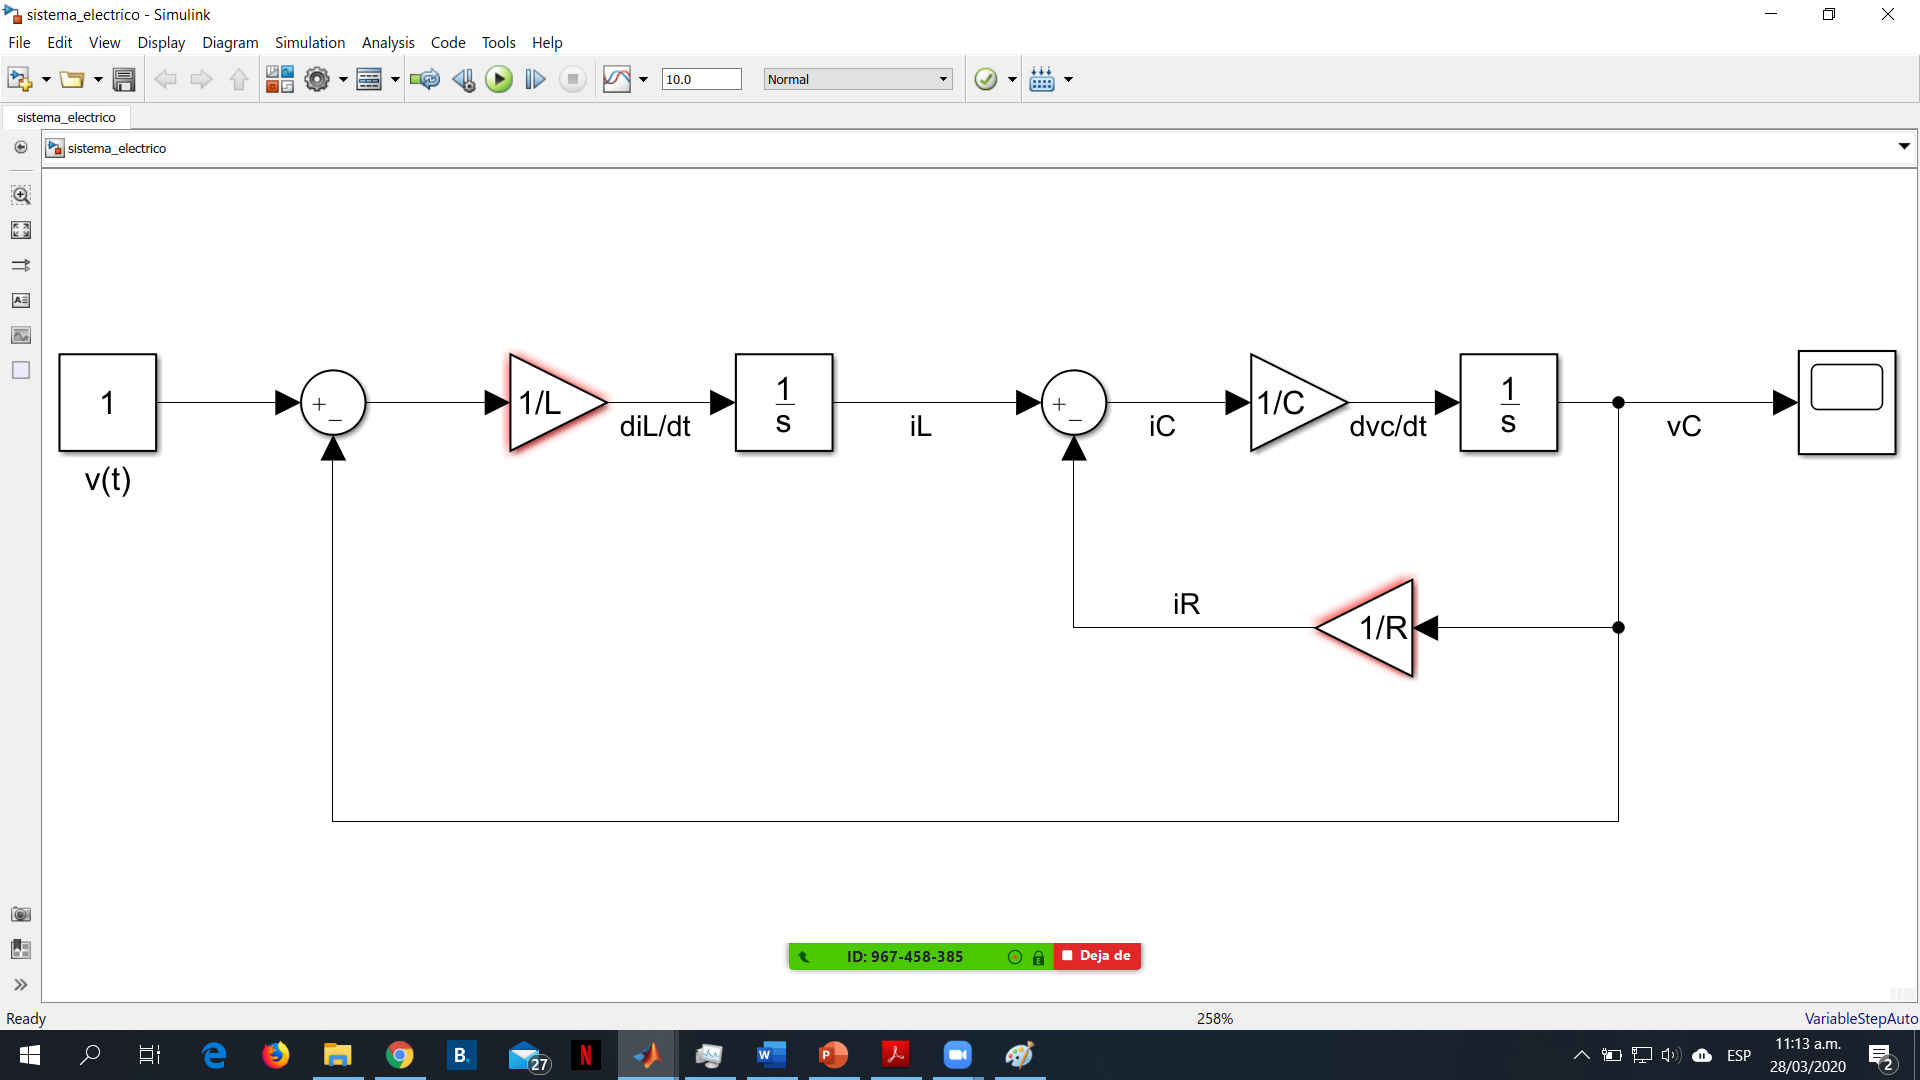 sistema_electrico - Simulink
File Edit View Display Diagram Simulation Analysis Code Tools Help
10.0 Normal
sistema_electrico
sistema_electrico
1
+
−
1/L
1
s
+
−
1/C
1
s
diL/dt
iL
iC
dvc/dt
vC
v(t)
iR
1/R
ID: 967-458-385
Deja de
Ready
258%
VariableStepAuto
B.
27
N
ESP
11:13 a.m.
28/03/2020
2